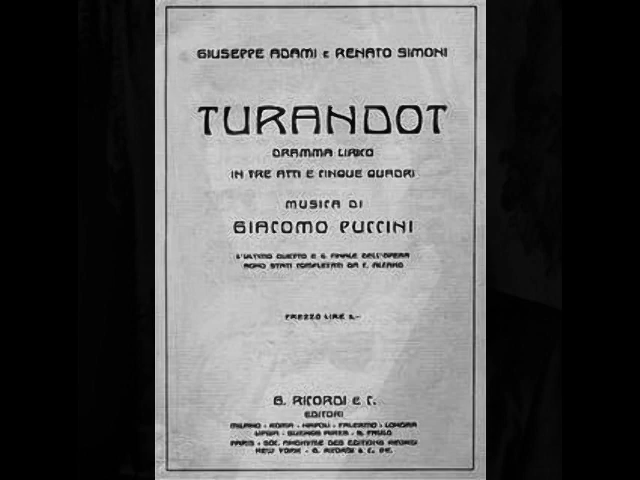 GIUSEPPE ADAMI E RENATO SIMONI
TURANDOT
DRAMMA LIRICO
IN TRE ATTI E CINQUE QUADRI
MUSICA DI
GIACOMO PUCCINI
L'ULTIMO DUETTO E IL FINALE DELL'OPERA
SONO STATI COMPLETATI DA F. ALFANO
PREZZO LIRE
G. RICORDI E C.
EDITORI
MILANO - ROMA - NAPOLI - PALERMO - LONDRA
LIPSIA - BUENOS AIRES - S. PAULO
PARIS - SOC. ANONYME DES EDITIONS RICORDI
NEW YORK - G. RICORDI & C.